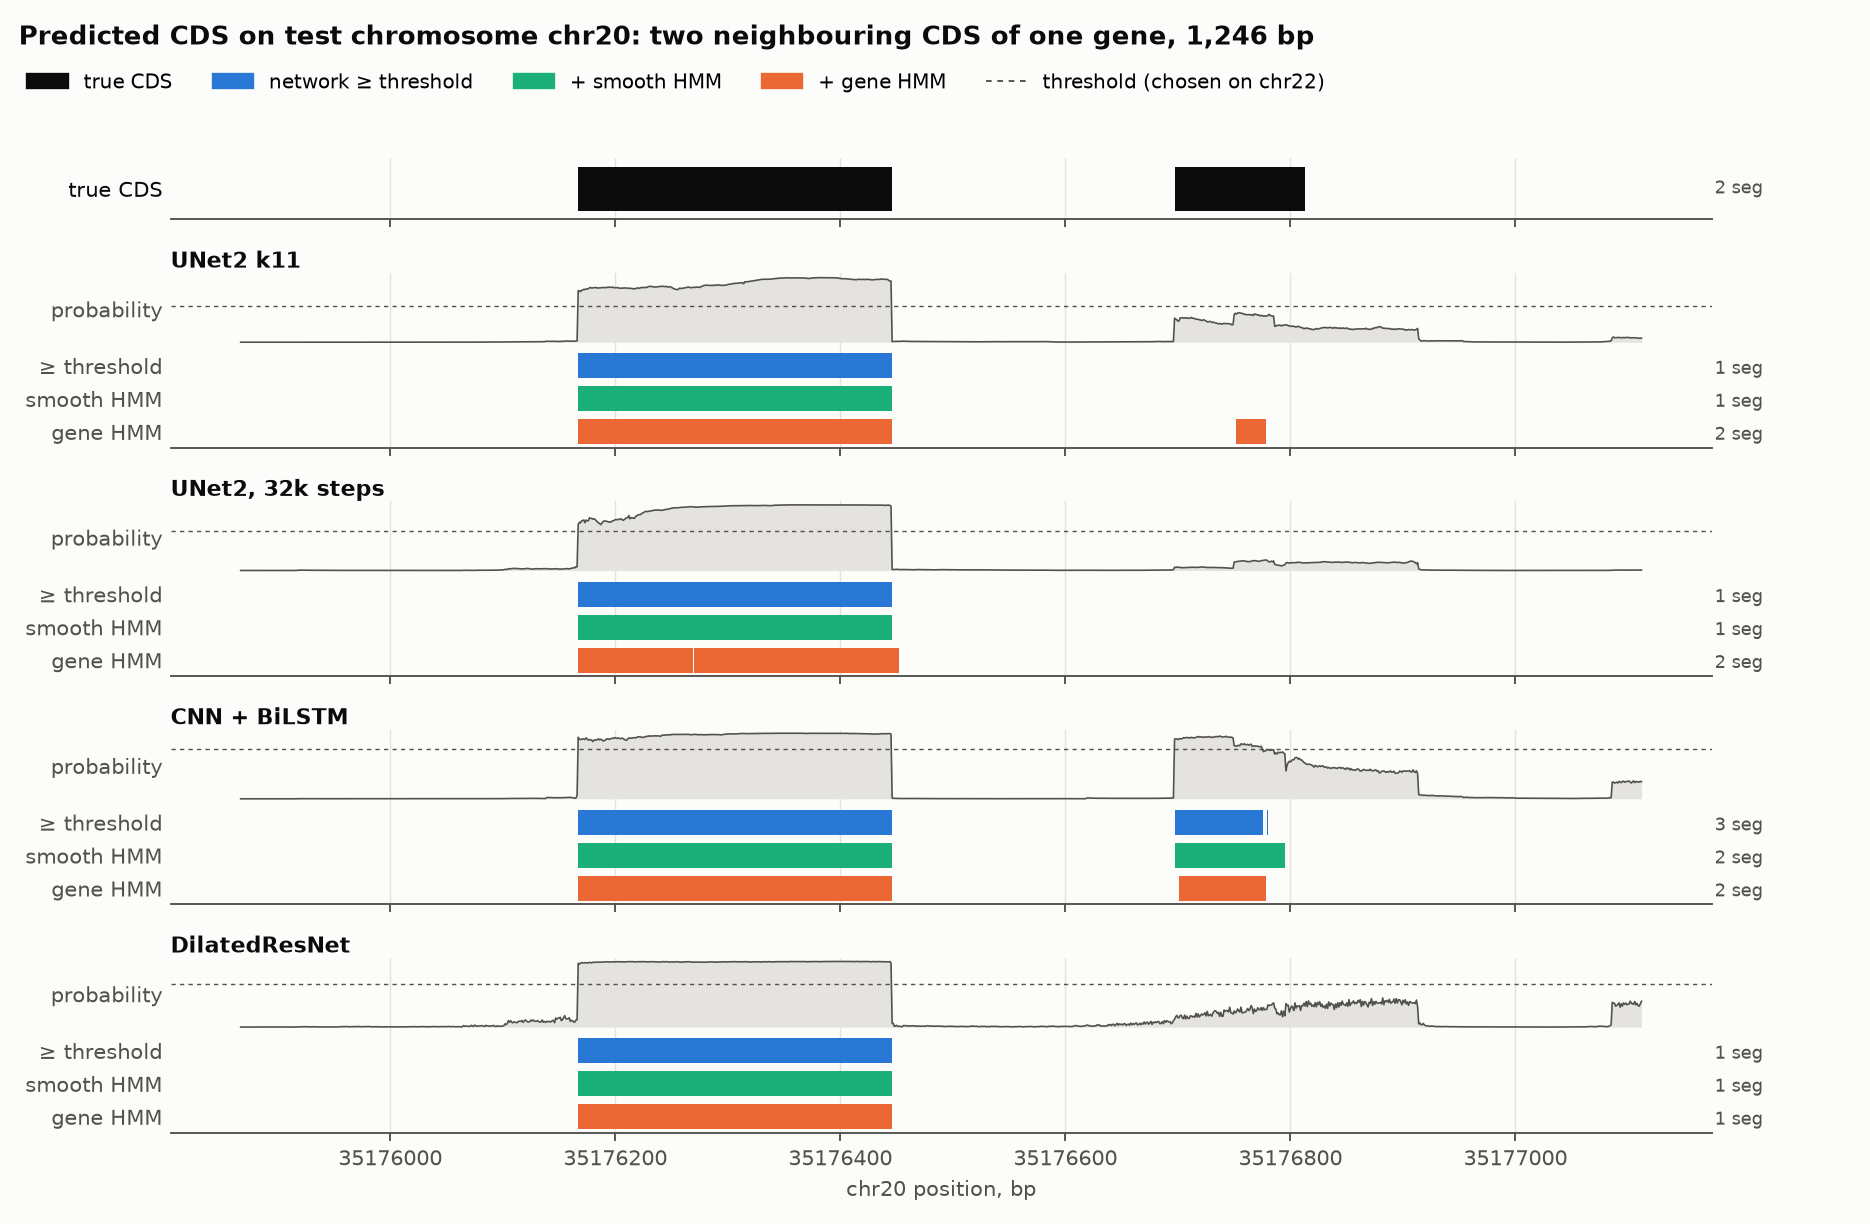 Predicted CDS on test chromosome chr20: two neighbouring CDS of one gene, 1,246 bp
true CDS network ≥ threshold + smooth HMM + gene HMM threshold (chosen on chr22)
true CDS 2 seg
UNet2 k11
probability
≥ threshold 1 seg
smooth HMM 1 seg
gene HMM 2 seg
UNet2, 32k steps
probability
≥ threshold 1 seg
smooth HMM 1 seg
gene HMM 2 seg
CNN + BiLSTM
probability
≥ threshold 3 seg
smooth HMM 2 seg
gene HMM 2 seg
DilatedResNet
probability
≥ threshold 1 seg
smooth HMM 1 seg
gene HMM 1 seg
35176000 35176200 35176400 35176600 35176800 35177000
chr20 position, bp